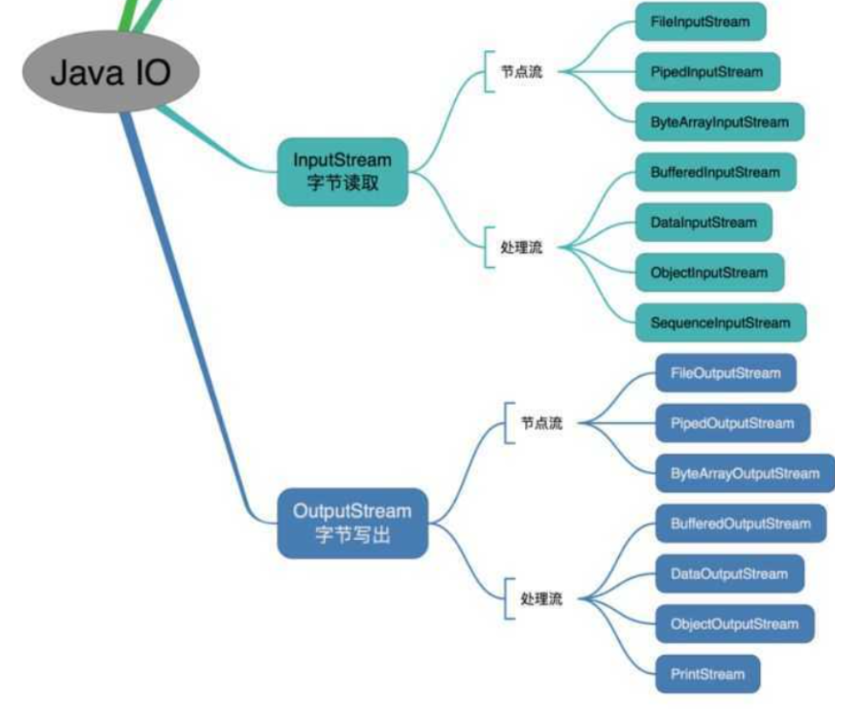 Java IO
InputStream
字节读取
节点流
FileInputStream
PipedInputStream
ByteArrayInputStream
处理流
BufferedInputStream
DataInputStream
ObjectInputStream
SequenceInputStream
OutputStream
字节写出
节点流
FileOutputStream
PipedOutputStream
ByteArrayOutputStream
处理流
BufferedOutputStream
DataOutputStream
ObjectOutputStream
PrintStream